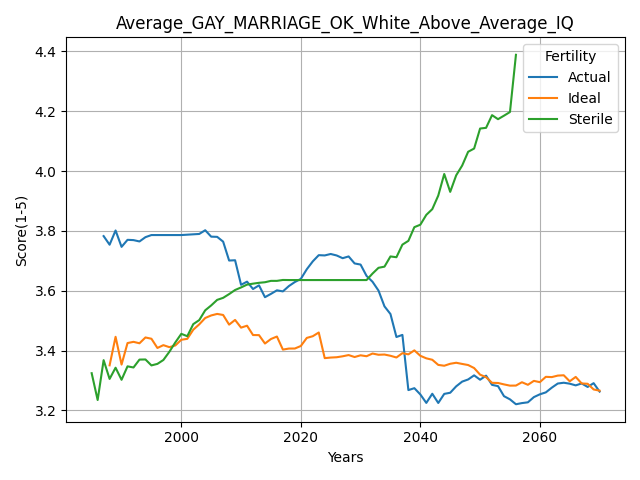 Average_GAY_MARRIAGE_OK_White_Above_Average_IQ
Fertility
Actual
Ideal
Sterile
Score(1-5)
4.4
4.2
4.0
3.8
3.6
3.4
3.2
2000
2020
2040
2060
Years